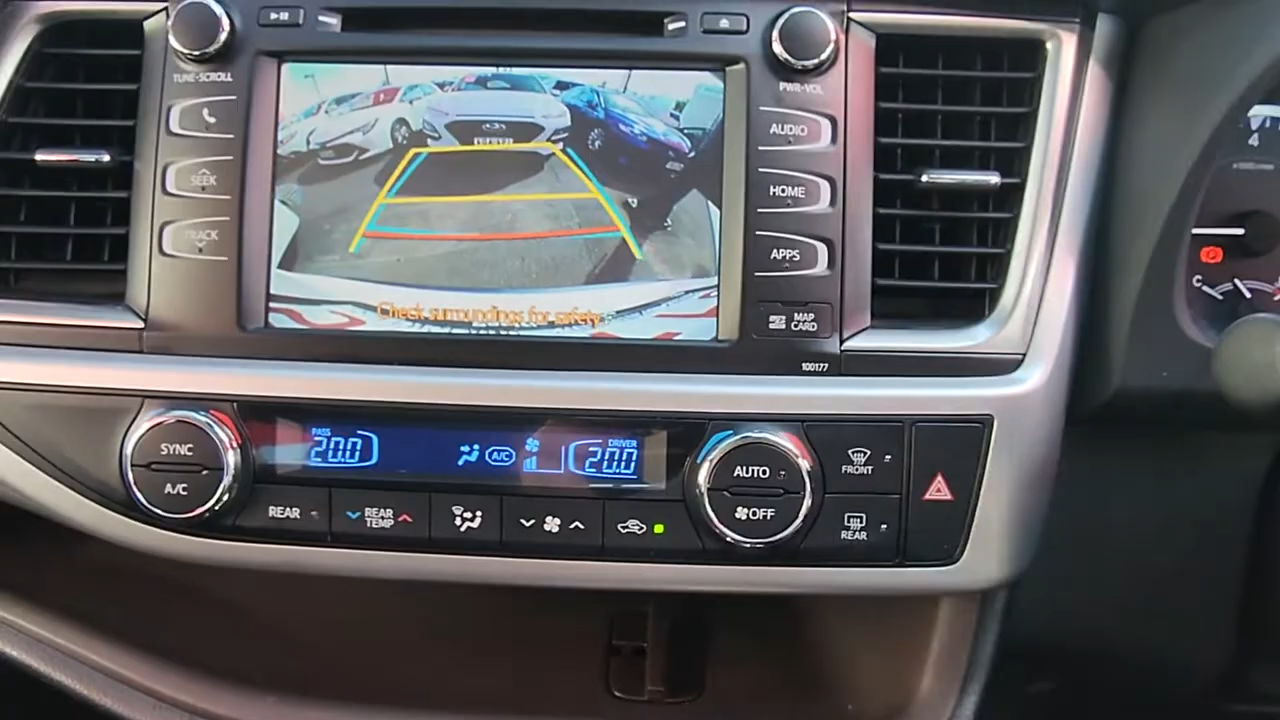 TUNE·SCROLL
PWR·VOL
SEEK
TRACK
AUDIO
HOME
APPS
MAP
CARD
Check surroundings for safety
100177
4
C
SYNC
A/C
PASS
20.0
A/C
DRIVER
20.0
AUTO
OFF
FRONT
REAR
REAR
REAR
TEMP